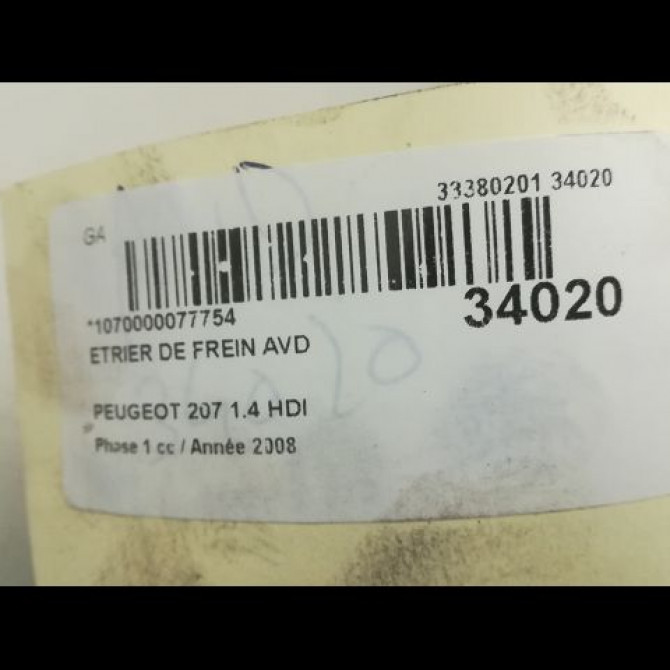 33380201 34020
GA
*1070000077754
34020
ETRIER DE FREIN AVD
PEUGEOT 207 1.4 HDI
Phase 1 cc / Année 2008
34020